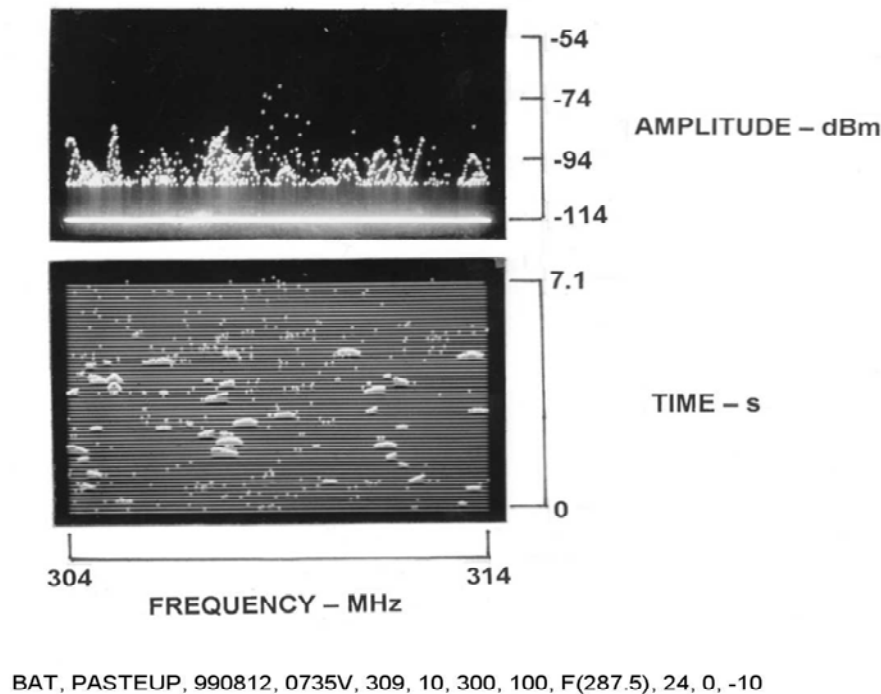 -54
-74
AMPLITUDE – dBm
-94
-114
7.1
TIME – s
0
304
314
FREQUENCY – MHz
BAT, PASTEUP, 990812, 0735V, 309, 10, 300, 100, F(287.5), 24, 0, -10